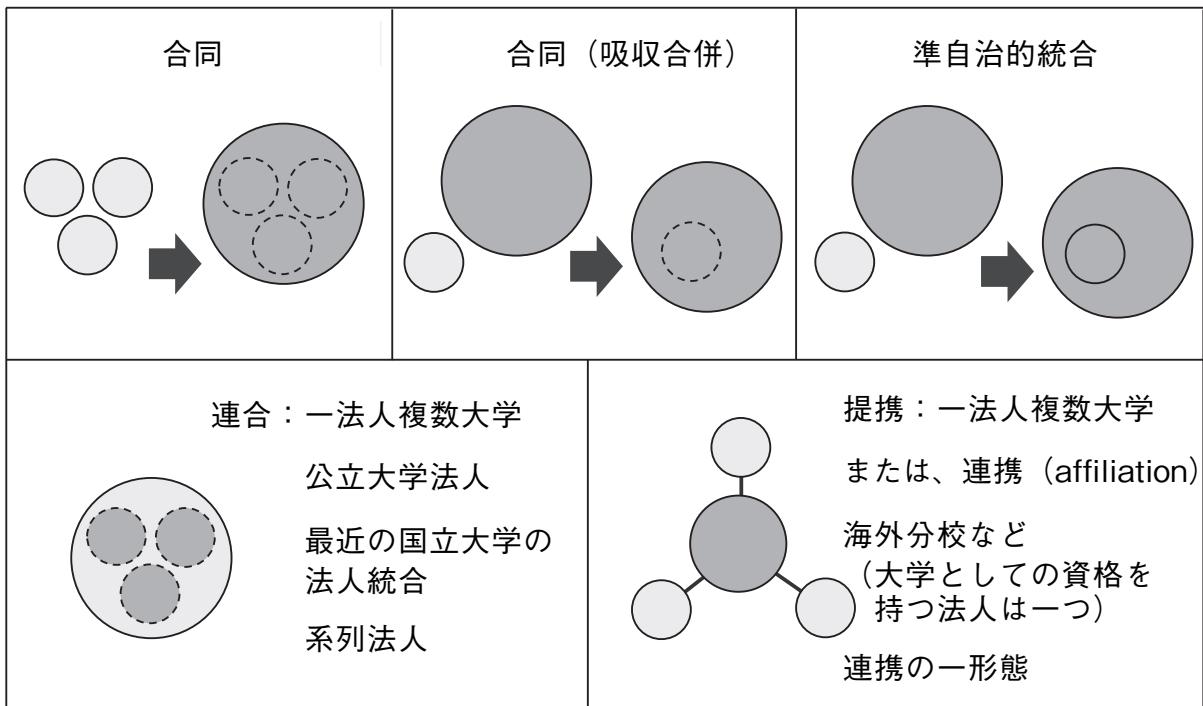 合同
合同（吸収合併）
準自治的統合
連合：一法人複数大学
公立大学法人
最近の国立大学の
法人統合
系列法人
提携：一法人複数大学
または、連携（affiliation）
海外分校など
（大学としての資格を
持つ法人は一つ）
連携の一形態